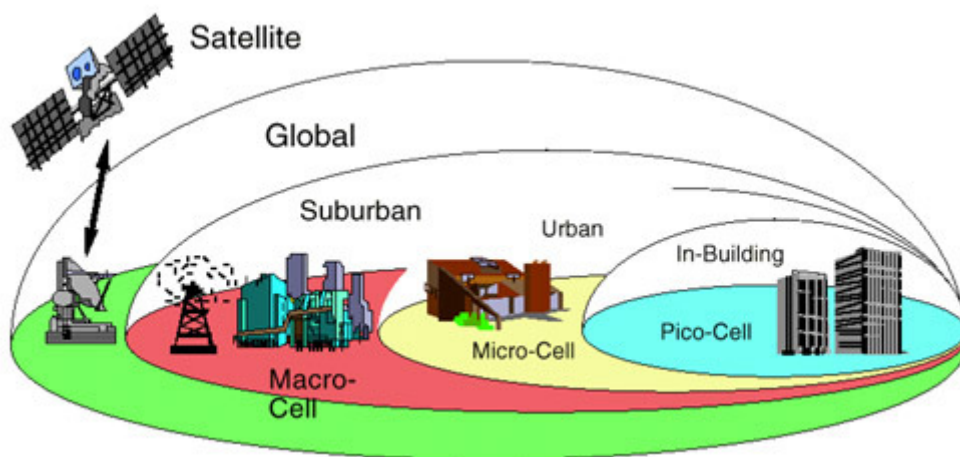 Satellite
Global
Suburban
Urban
In-Building
Pico-Cell
Micro-Cell
Macro-
Cell